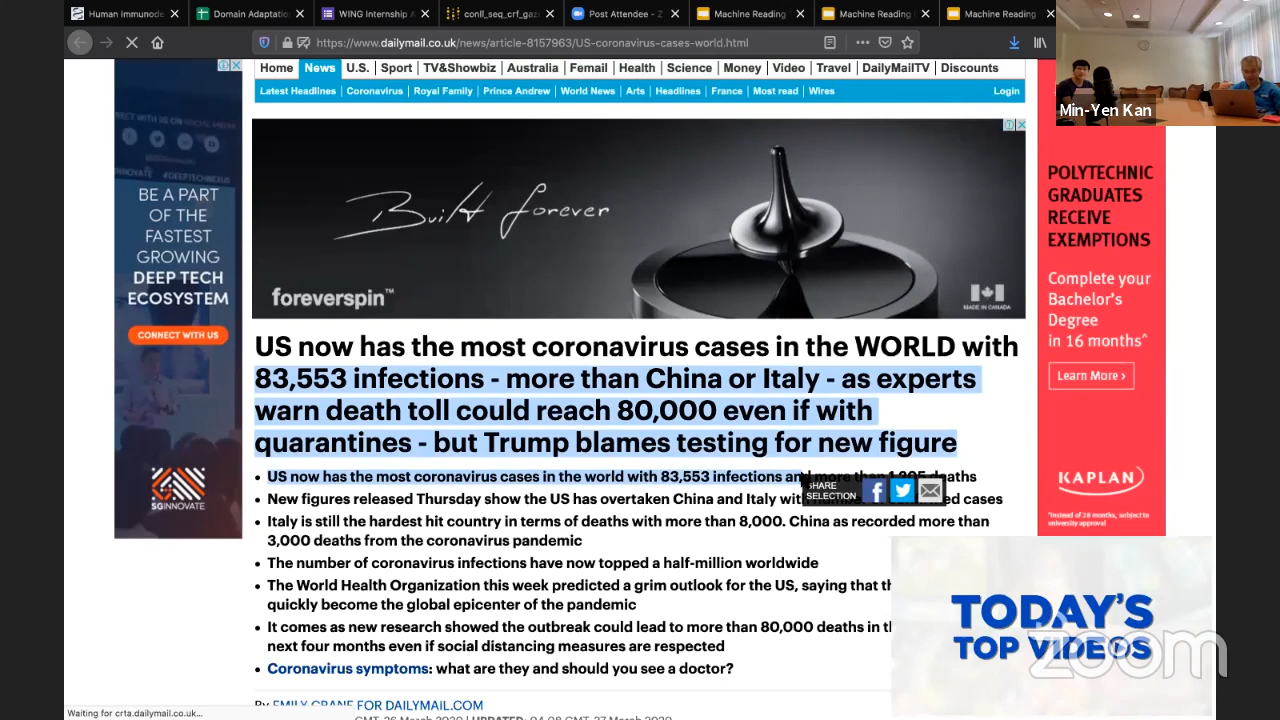 Human immunode
Domain Adaptatio
WING Internship A
conll_seq_crf_gaz
Post Attendee - Z
Machine Reading
Machine Reading
Machine Reading
https://www.dailymail.co.uk/news/article-8157963/US-coronavirus-cases-world.html
Min-Yen Kan
Home News U.S. Sport TV&Showbiz Australia Femail Health Science Money Video Travel DailyMailTV Discounts
Latest Headlines Coronavirus Royal Family Prince Andrew World News Arts Headlines France Most read Wires Login
BE A PART
OF THE
FASTEST
GROWING
DEEP TECH
ECOSYSTEM
CONNECT WITH US
SGINNOVATE
Built forever
foreverspin™
MADE IN CANADA
POLYTECHNIC
GRADUATES
RECEIVE
EXEMPTIONS
Complete your
Bachelor's
Degree
in 16 months^
Learn More ›
KAPLAN
^Instead of 28 months, subject to
university approval
US now has the most coronavirus cases in the WORLD with
83,553 infections - more than China or Italy - as experts
warn death toll could reach 80,000 even if with
quarantines - but Trump blames testing for new figure
• US now has the most coronavirus cases in the world with 83,553 infections and more than 1,205 deaths
SHARE
SELECTION
• New figures released Thursday show the US has overtaken China and Italy with cases
• Italy is still the hardest hit country in terms of deaths with more than 8,000. China as recorded more than
3,000 deaths from the coronavirus pandemic
• The number of coronavirus infections have now topped a half-million worldwide
• The World Health Organization this week predicted a grim outlook for the US, saying that
quickly become the global epicenter of the pandemic
• It comes as new research showed the outbreak could lead to more than 80,000 deaths in
next four months even if social distancing measures are respected
• Coronavirus symptoms: what are they and should you see a doctor?
TODAY'S
TOP VIDEOS
zoom
By EMILY CRANE FOR DAILYMAIL.COM
GMT, 26 March 2020 | UPDATED: 04:08 GMT, 27 March 2020
Waiting for crta.dailymail.co.uk...